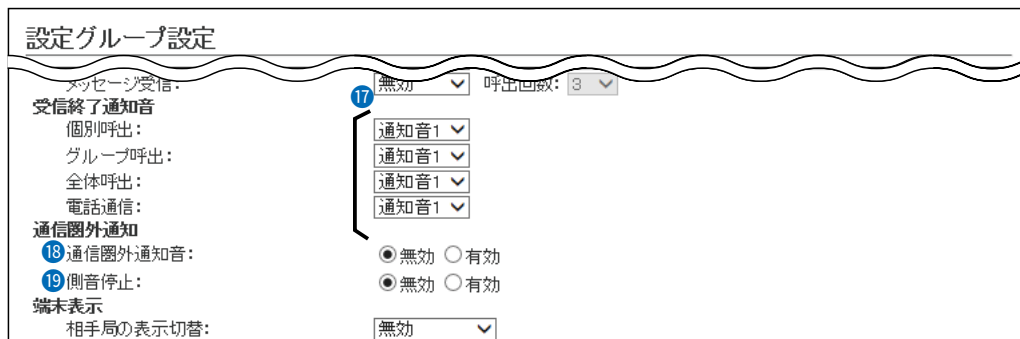 設定グループ設定
メッセージ受信: 無効 呼出回数: 3
⑰
受信終了通知音
個別呼出: 通知音1
グループ呼出: 通知音1
全体呼出: 通知音1
電話通信: 通知音1
通信圏外通知
⑱通信圏外通知音: 無効 有効
⑲側音停止: 無効 有効
端末表示
相手局の表示切替: 無効